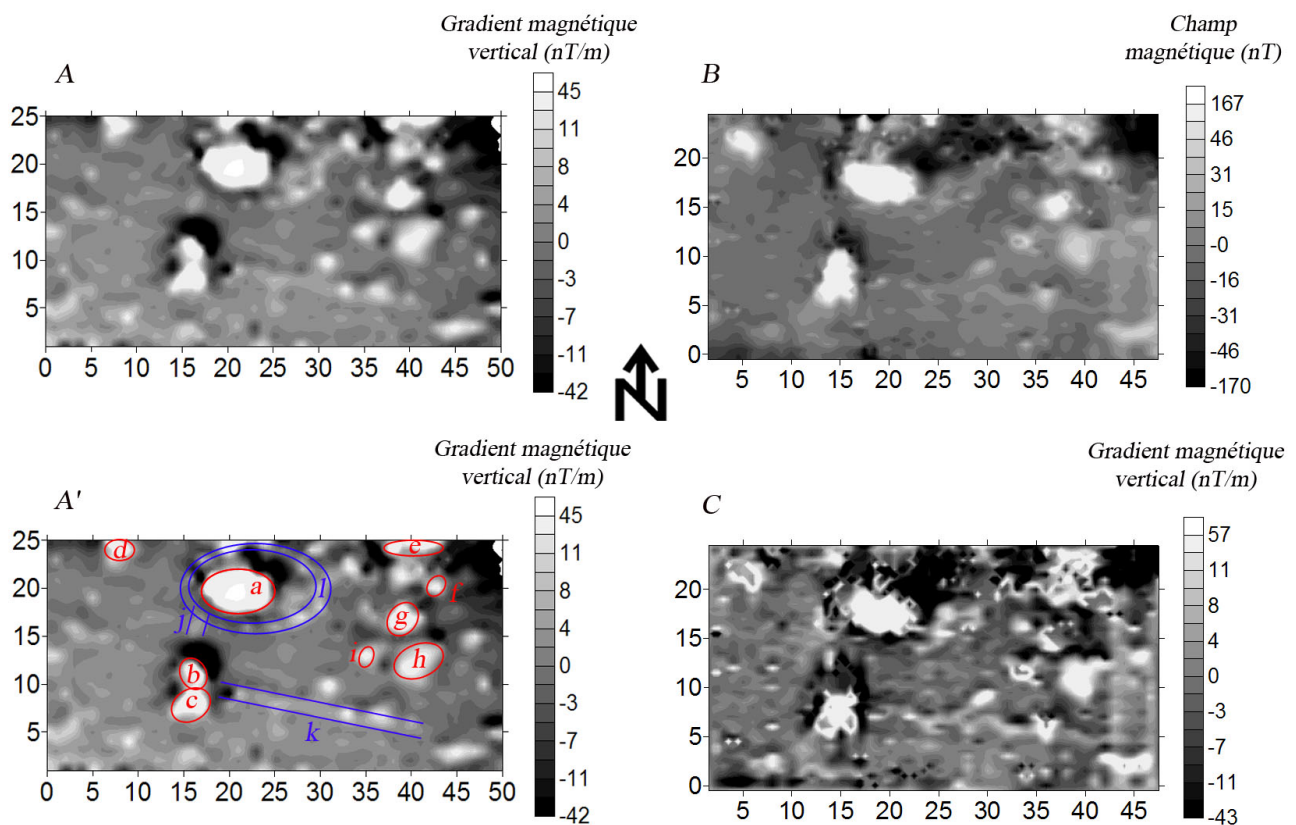 Gradient magnétique
vertical (nT/m)
A
45
11
8
4
0
-3
-7
-11
-42
25
20
15
10
5
0 5 10 15 20 25 30 35 40 45 50
Champ
magnétique (nT)
B
167
46
31
15
-0
-16
-31
-46
-170
20
15
10
5
0
5 10 15 20 25 30 35 40 45
N
Gradient magnétique
vertical (nT/m)
A'
45
11
8
4
0
-3
-7
-11
-42
25
20
15
10
5
d
e
a
l
f
j
g
i
h
b
c
k
0 5 10 15 20 25 30 35 40 45 50
Gradient magnétique
vertical (nT/m)
C
57
11
8
4
0
-3
-7
-11
-43
20
15
10
5
0
5 10 15 20 25 30 35 40 45